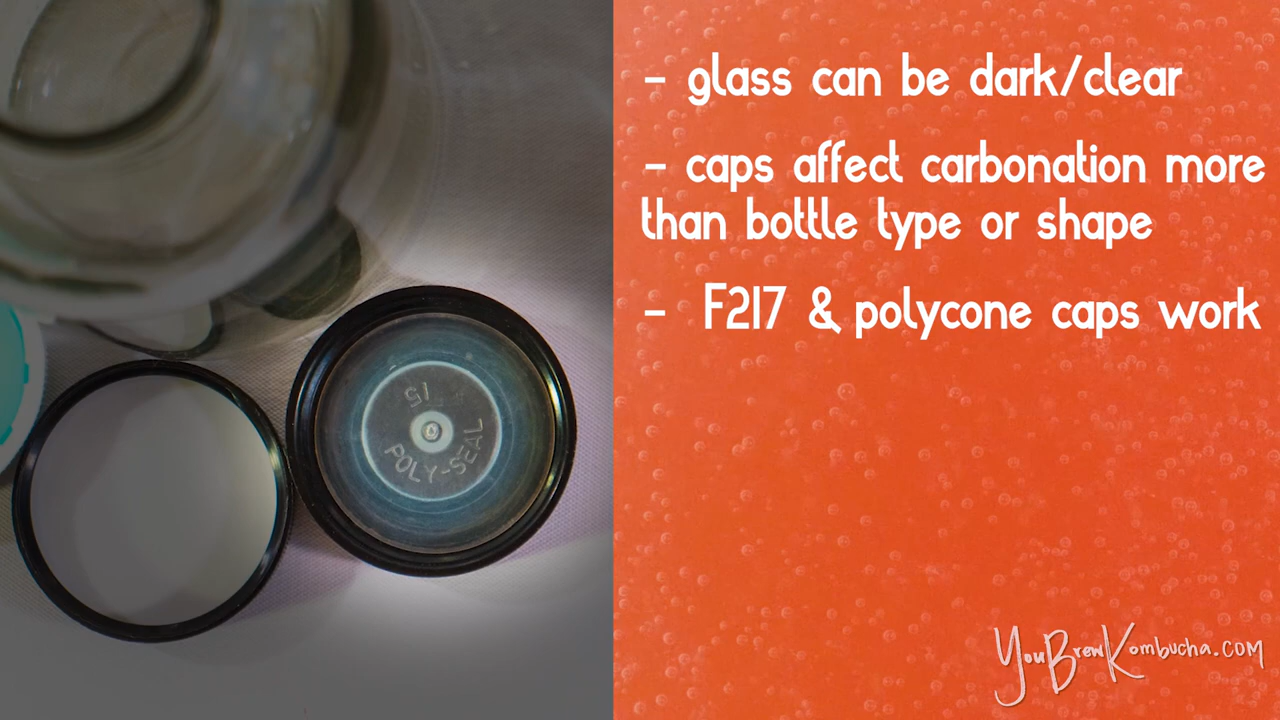 - glass can be dark/clear
- caps affect carbonation more
than bottle type or shape
- F217 & polycone caps work
15
POLY-SEAL
YouBrewKombucha.com